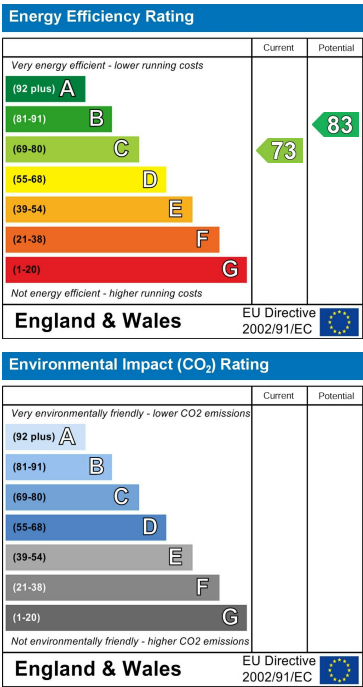 Energy Efficiency Rating
Current Potential
Very energy efficient - lower running costs
(92 plus) A
(81-91) B
(69-80) C
(55-68) D
(39-54) E
(21-38) F
(1-20) G
73
83
Not energy efficient - higher running costs
England & Wales
EU Directive
2002/91/EC
Environmental Impact (CO₂) Rating
Current Potential
Very environmentally friendly - lower CO2 emissions
(92 plus) A
(81-91) B
(69-80) C
(55-68) D
(39-54) E
(21-38) F
(1-20) G
Not environmentally friendly - higher CO2 emissions
England & Wales
EU Directive
2002/91/EC